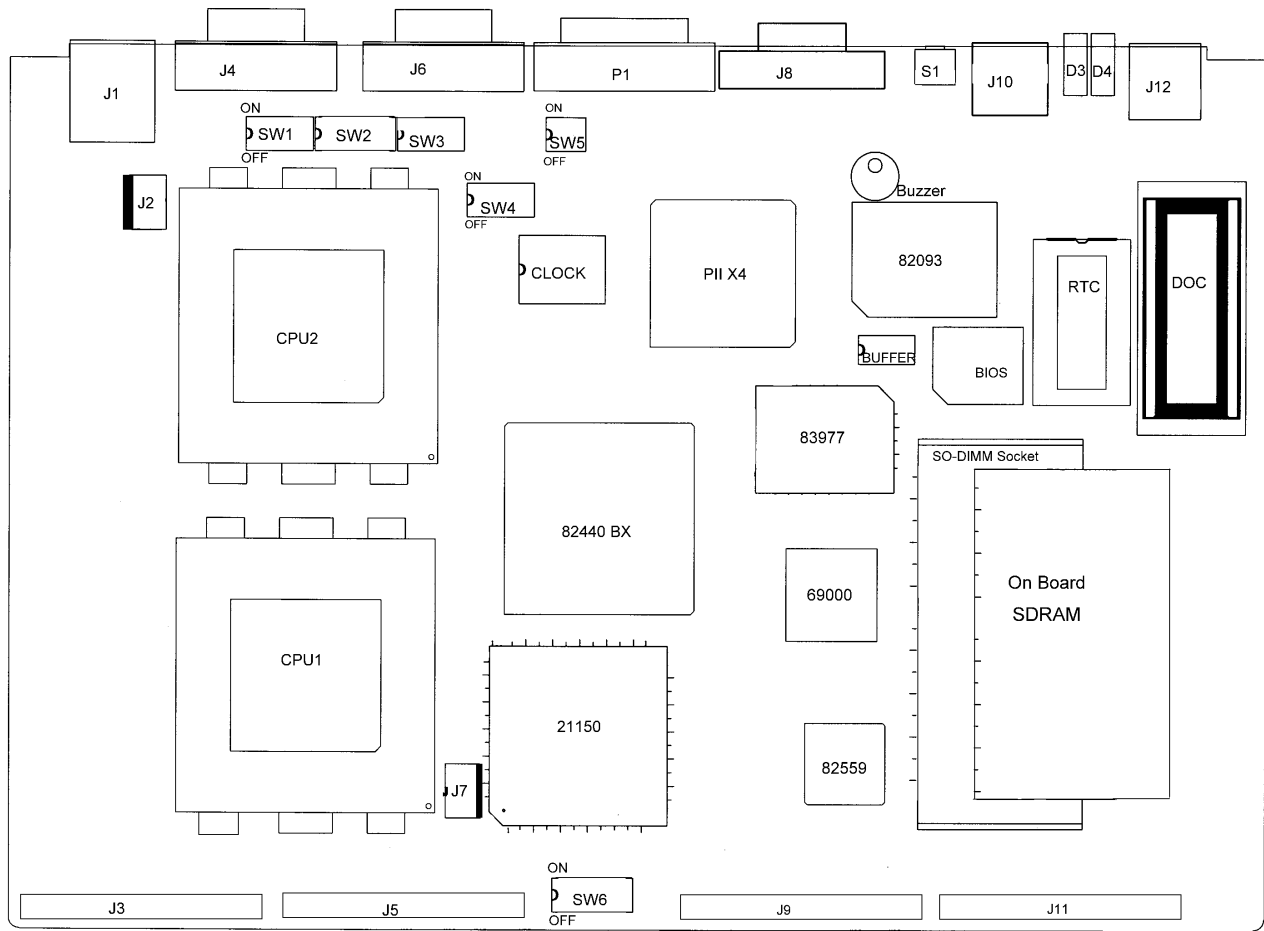 J1
J4
J6
P1
J8
S1
J10
D3
D4
J12
ON
SW1
SW2
SW3
OFF
ON
SW5
OFF
J2
ON
SW4
OFF
Buzzer
CLOCK
PII X4
82093
RTC
DOC
CPU2
BUFFER
BIOS
83977
SO-DIMM Socket
82440 BX
69000
On Board
SDRAM
CPU1
21150
82559
J7
ON
SW6
OFF
J3
J5
J9
J11